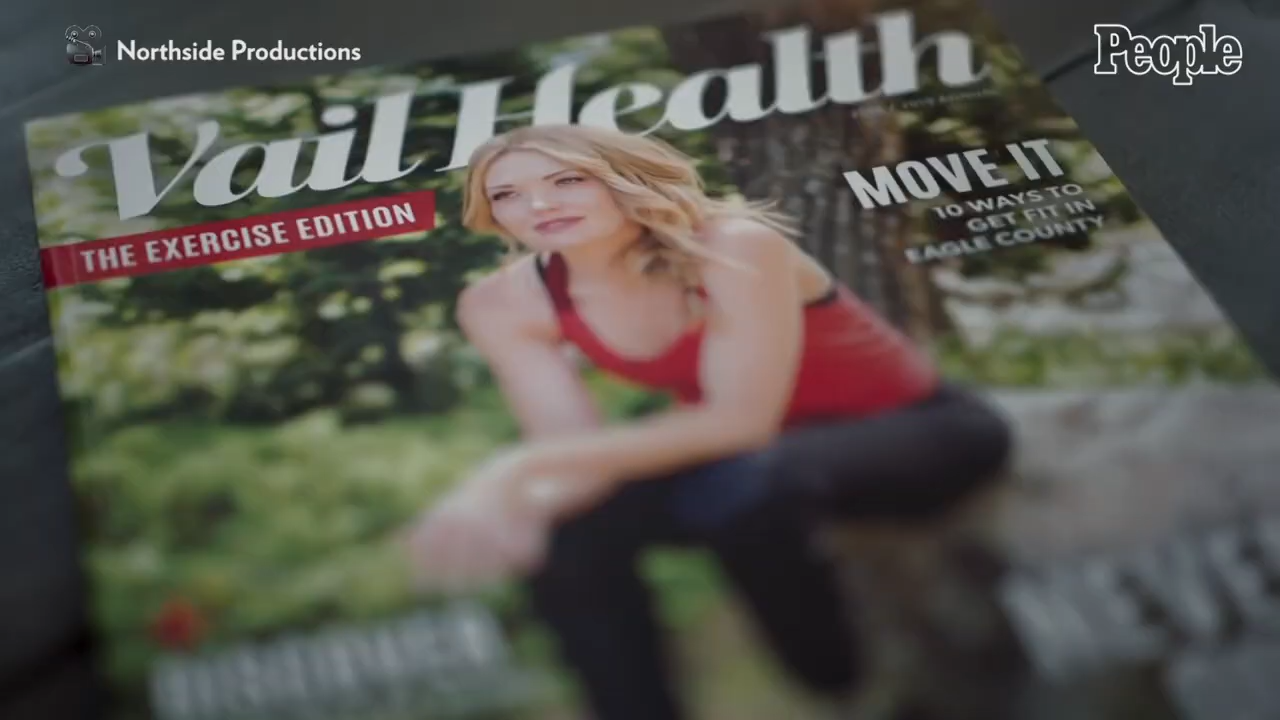 Northside Productions
People
Vail Health
THE EXERCISE EDITION
MOVE IT
10 WAYS TO
GET FIT IN
EAGLE COUNTY